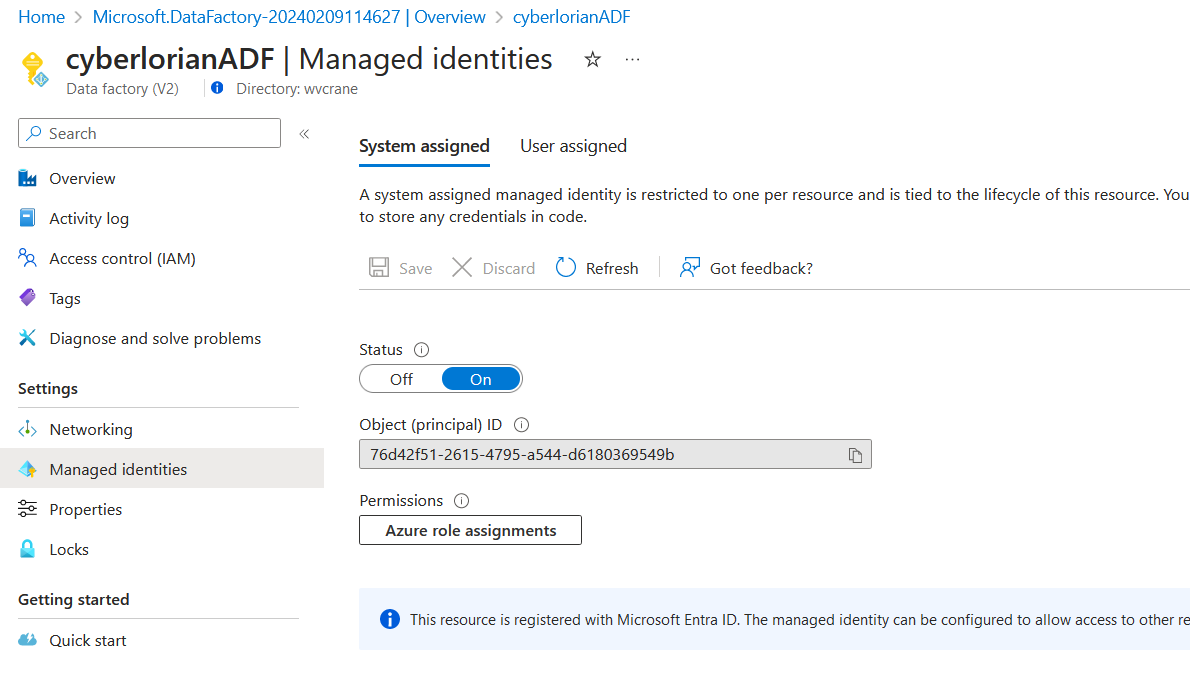 Home > Microsoft.DataFactory-20240209114627 | Overview > cyberlorianADF
cyberlorianADF | Managed identities ☆ ...
Data factory (V2) Directory: wvcrane
Search
Overview
Activity log
Access control (IAM)
Tags
Diagnose and solve problems
Settings
Networking
Managed identities
Properties
Locks
Getting started
Quick start
System assigned User assigned
A system assigned managed identity is restricted to one per resource and is tied to the lifecycle of this resource. You
to store any credentials in code.
Save Discard Refresh Got feedback?
Status
Off On
Object (principal) ID
76d42f51-2615-4795-a544-d6180369549b
Permissions
Azure role assignments
This resource is registered with Microsoft Entra ID. The managed identity can be configured to allow access to other re